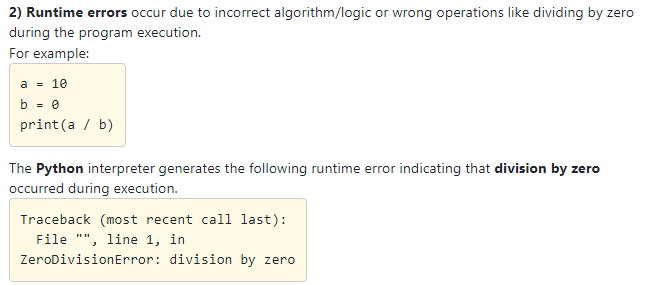 2) Runtime errors occur due to incorrect algorithm/logic or wrong operations like dividing by zero
during the program execution.
For example:
a = 10
b = 0
print(a / b)
The Python interpreter generates the following runtime error indicating that division by zero
occurred during execution.
Traceback (most recent call last):
  File "", line 1, in
ZeroDivisionError: division by zero